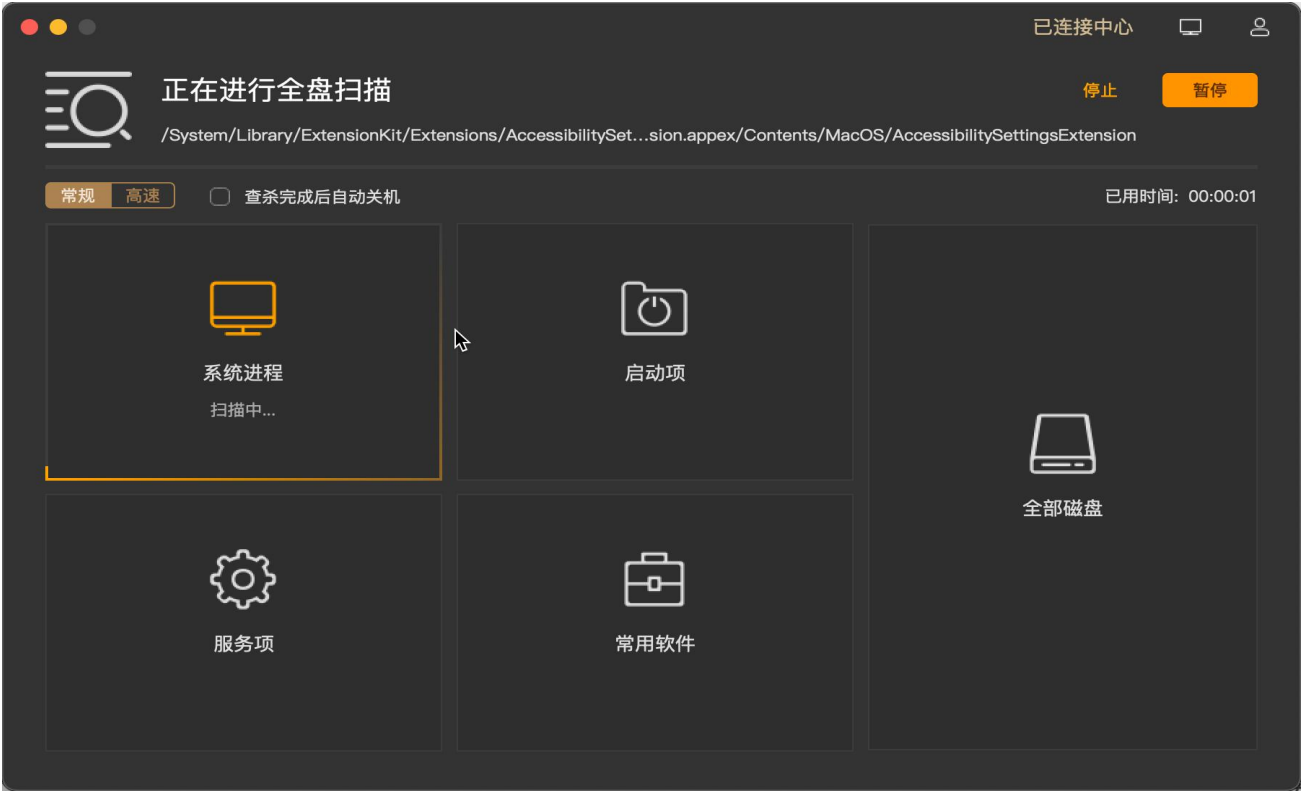 已连接中心
正在进行全盘扫描
停止
暂停
/System/Library/ExtensionKit/Extensions/AccessibilitySet...sion.appex/Contents/MacOS/AccessibilitySettingsExtension
常规
高速
查杀完成后自动关机
已用时间: 00:00:01
系统进程
扫描中...
启动项
全部磁盘
服务项
常用软件